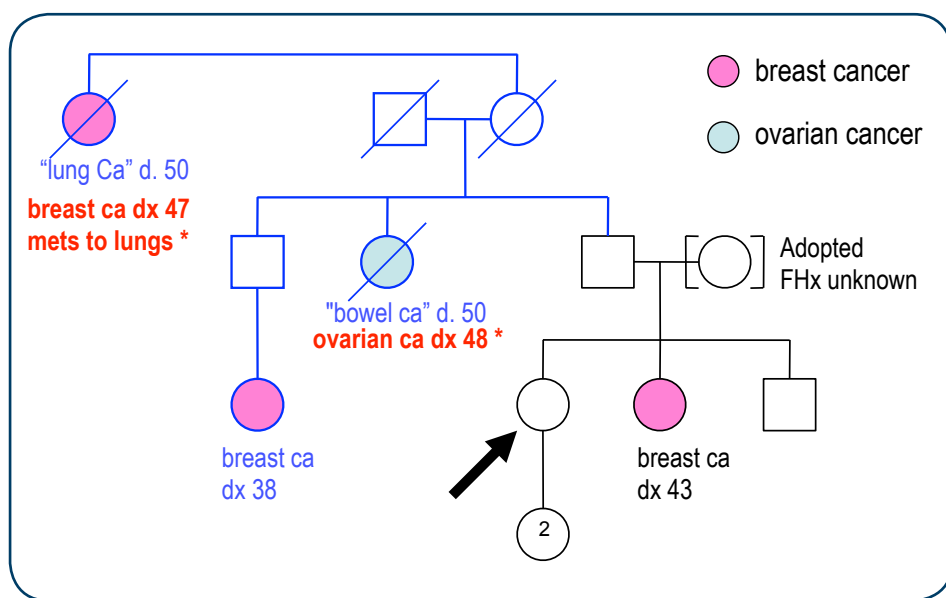 breast cancer
ovarian cancer
“lung Ca” d. 50
breast ca dx 47
mets to lungs *
Adopted
FHx unknown
"bowel ca” d. 50
ovarian ca dx 48 *
breast ca
dx 38
breast ca
dx 43
2